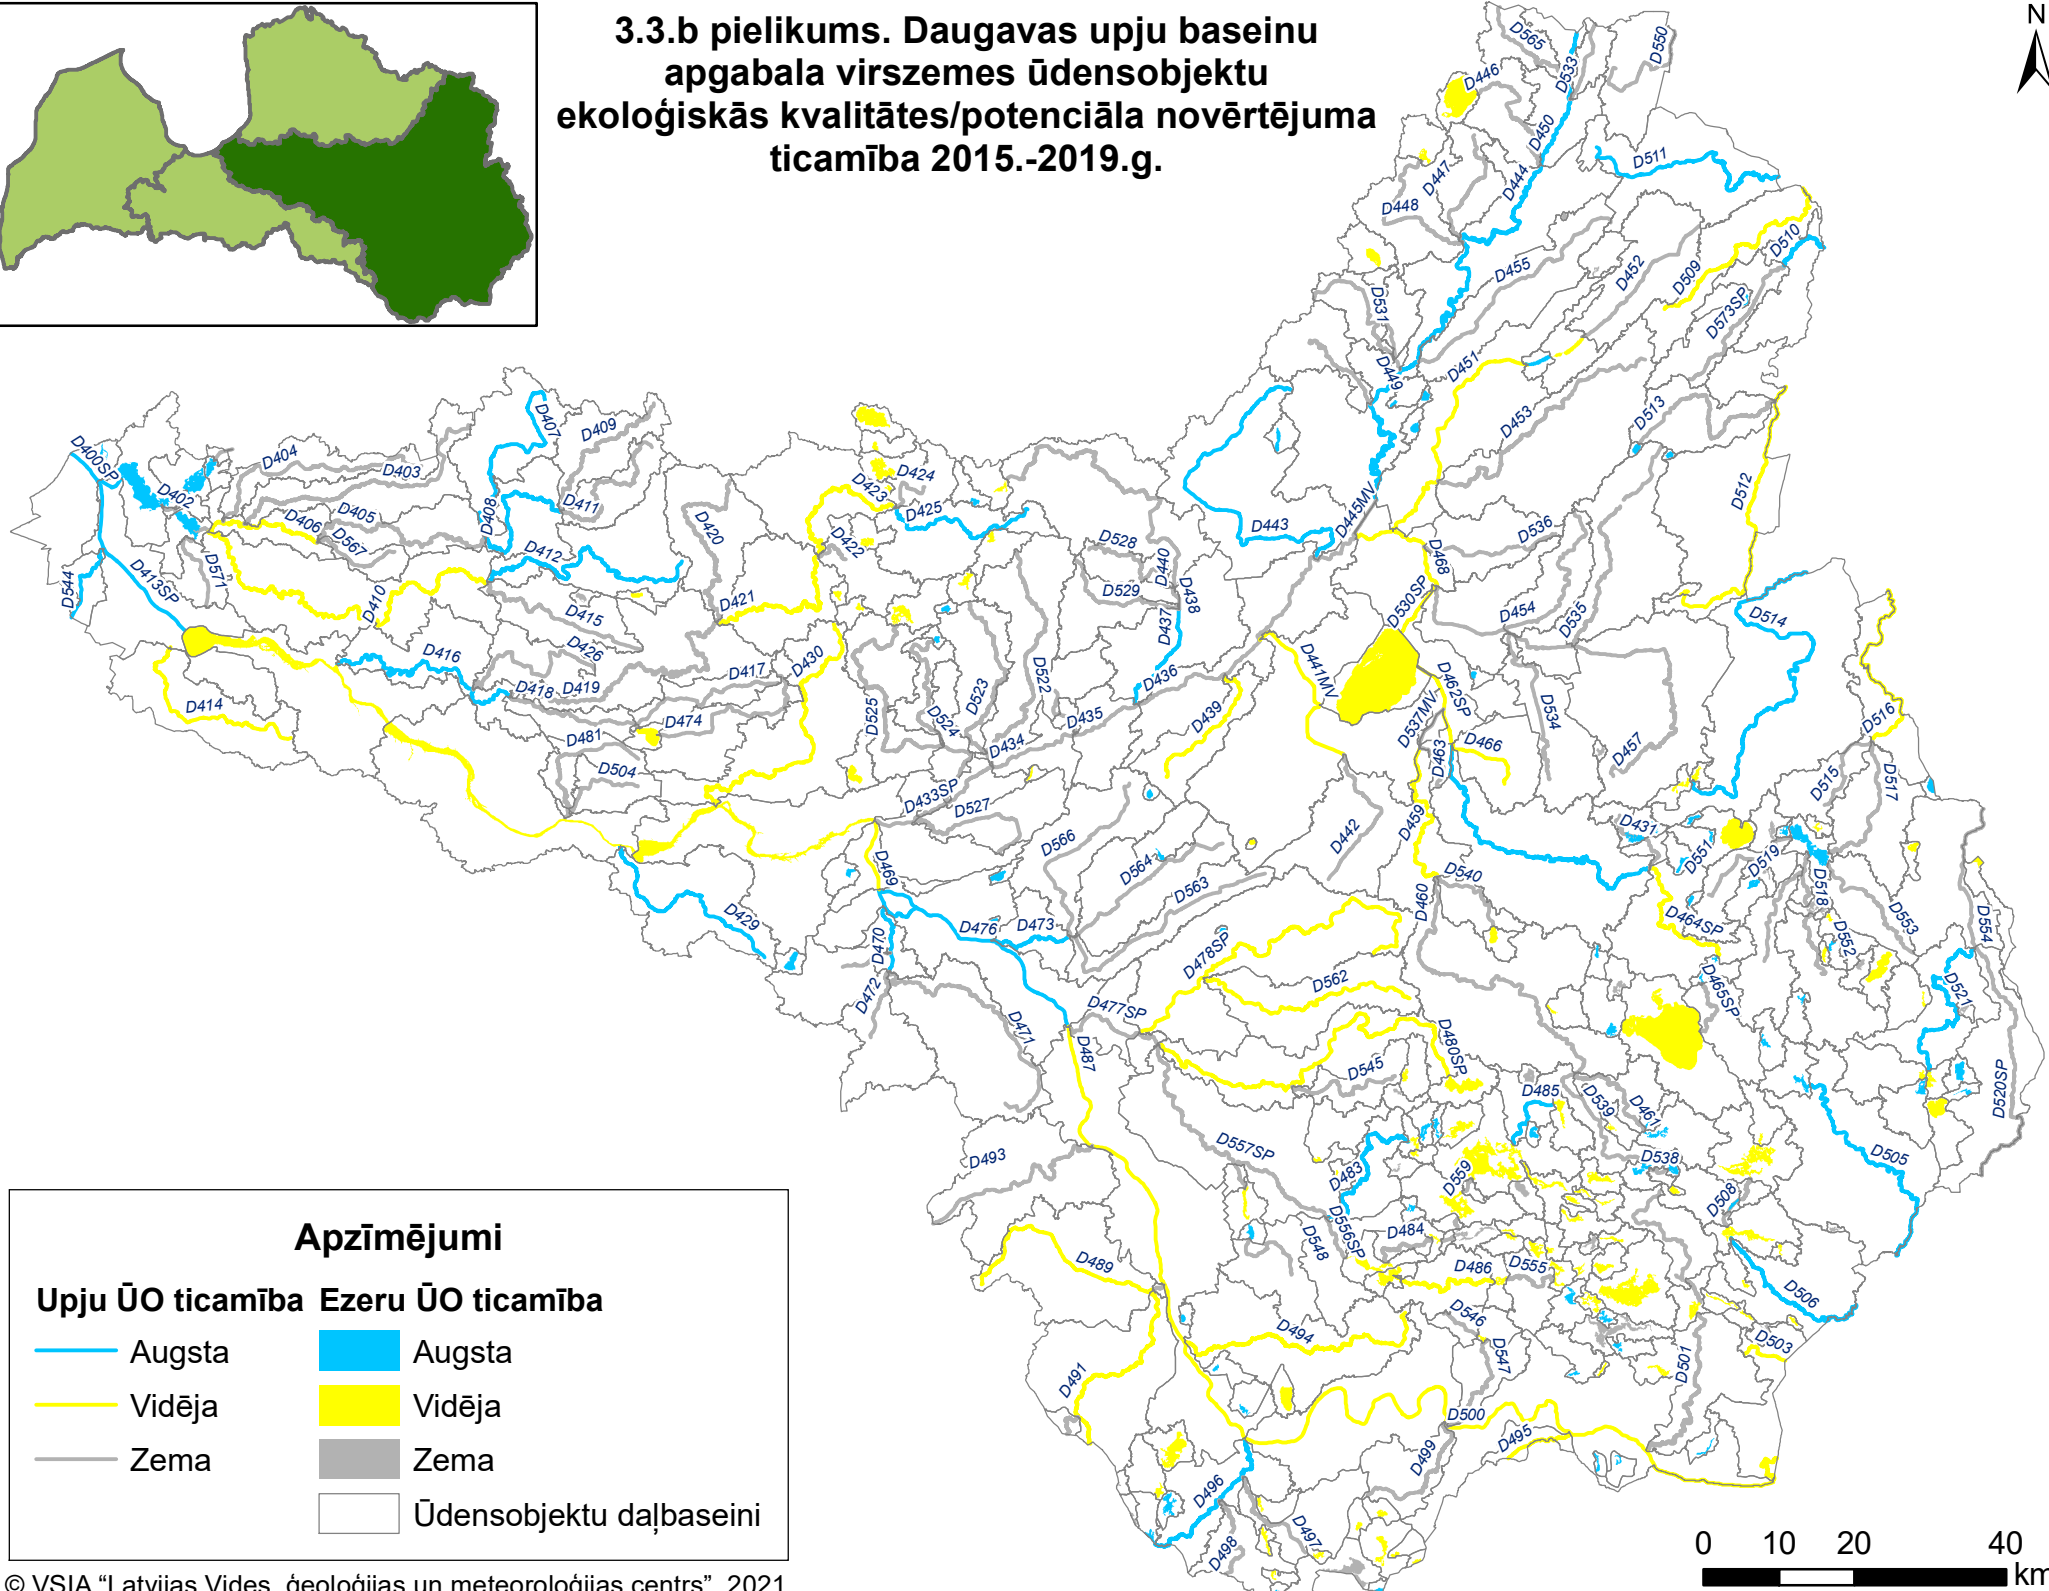 3.3.b pielikums. Daugavas upju baseinu
apgabala virszemes ūdensobjektu
ekoloģiskās kvalitātes/potenciāla novērtējuma
ticamība 2015.-2019.g.
N
D565
D550
D533
D446
D450
D511
D447
D444
D448
D510
D455
D452
D509
D531
D573SP
D451
D449
D407
D409
D453
D513
D404
D403
D400SP
D402
D424
D423
D425
D512
D405
D406
D408
D411
D420
D443
D445MV
D567
D422
D528
D440
D536
D468
D412
D571
D544
D413SP
D410
D421
D529
D438
D530SP
D454
D535
D514
D415
D437
D426
D416
D417
D430
D522
D436
D441MV
D462SP
D418
D419
D523
D414
D474
D525
D524
D435
D439
D537MV
D534
D516
D481
D434
D463
D466
D457
D504
D515
D517
D433SP
D527
D459
D442
D431
D566
D551
D519
D469
D564
D540
D518
D563
D460
D553
D429
D476
D473
D464SP
D554
D470
D478SP
D552
D472
D562
D465SP
D521
D477SP
D471
D487
D480SP
D545
D485
D539
D461
D520SP
D493
D557SP
D483
D559
D538
D505
D508
D556SP
D484
D548
D489
D486
D555
D506
D546
D494
D503
D547
D491
D501
D500
D495
D499
D496
D497
D498
Apzīmējumi
Upju ŪO ticamība Ezeru ŪO ticamība
Augsta Augsta
Vidēja Vidēja
Zema Zema
Ūdensobjektu daļbaseini
0 10 20 40
km
© VSIA “Latvijas Vides, ģeoloģijas un meteoroloģijas centrs”, 2021